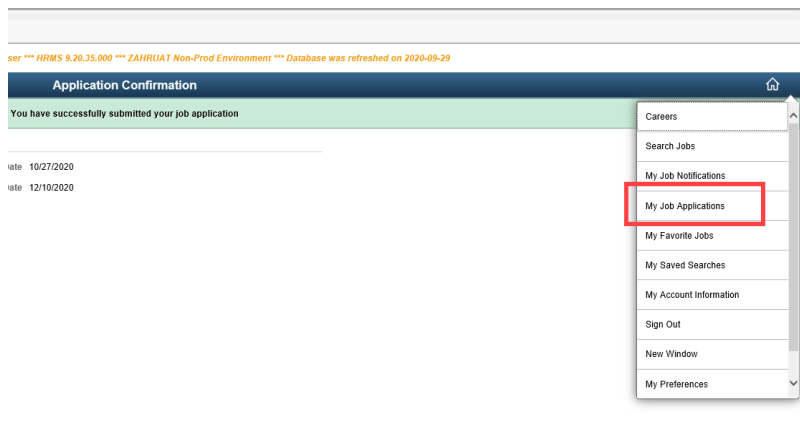 ser *** HRMS 9.20.35.000 *** ZAHRUAT Non-Prod Environment *** Database was refreshed on 2020-09-29
Application Confirmation
You have successfully submitted your job application
Date 10/27/2020
Date 12/10/2020
Careers
Search Jobs
My Job Notifications
My Job Applications
My Favorite Jobs
My Saved Searches
My Account Information
Sign Out
New Window
My Preferences